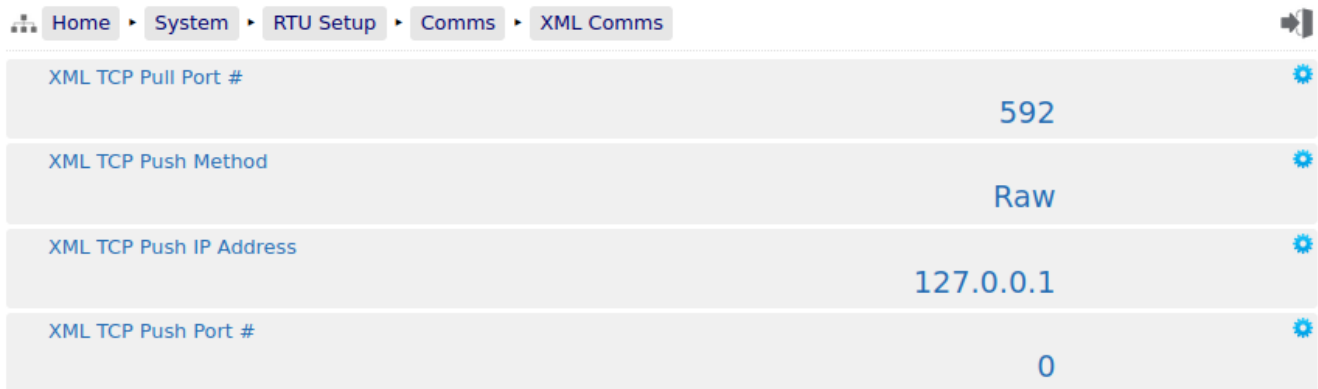 Home ‣ System ‣ RTU Setup ‣ Comms ‣ XML Comms
XML TCP Pull Port #
592
XML TCP Push Method
Raw
XML TCP Push IP Address
127.0.0.1
XML TCP Push Port #
0